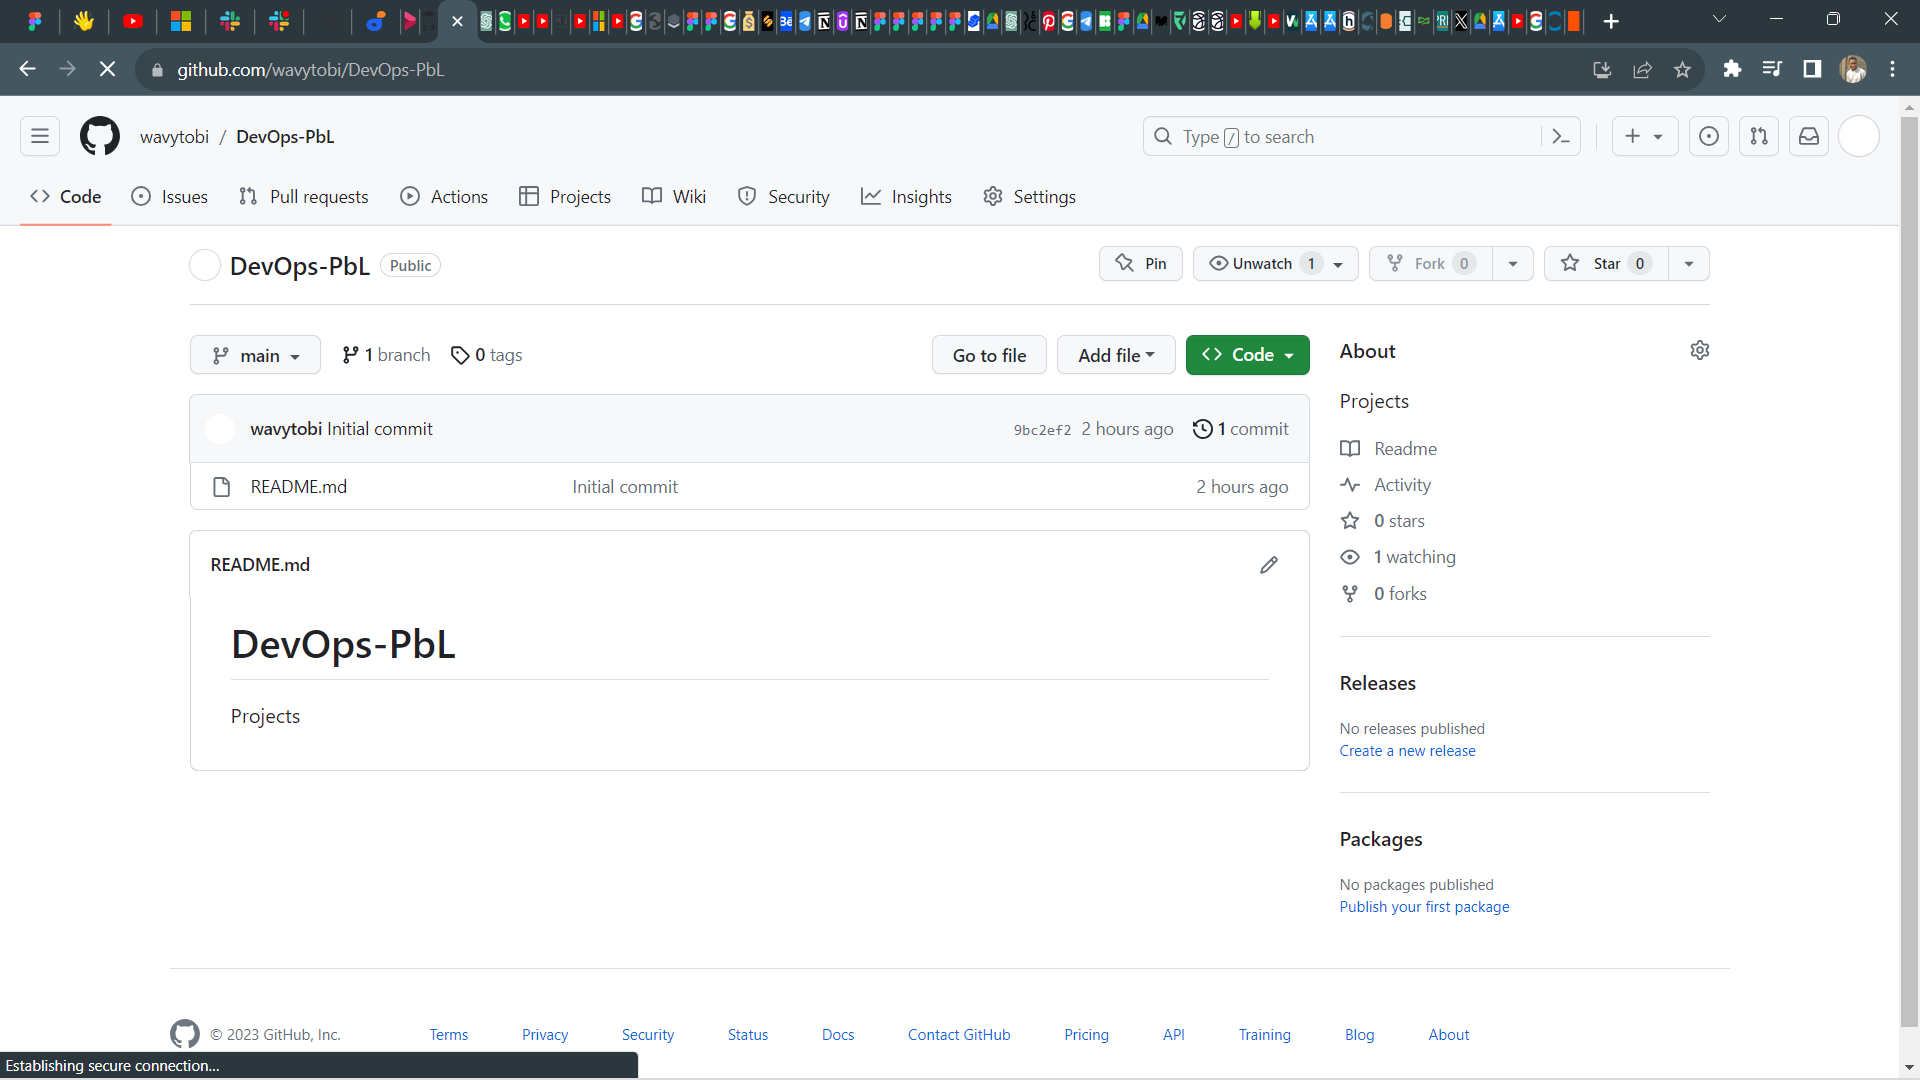 github.com/wavytobi/DevOps-PbL
wavytobi / DevOps-PbL
Type / to search
Code Issues Pull requests Actions Projects Wiki Security Insights Settings
DevOps-PbL Public
Pin Unwatch 1 Fork 0 Star 0
main 1 branch 0 tags Go to file Add file Code
wavytobi Initial commit 9bc2ef2 2 hours ago 1 commit
README.md Initial commit 2 hours ago
README.md
DevOps-PbL
Projects
About
Projects
Readme
Activity
0 stars
1 watching
0 forks
Releases
No releases published
Create a new release
Packages
No packages published
Publish your first package
© 2023 GitHub, Inc. Terms Privacy Security Status Docs Contact GitHub Pricing API Training Blog About
Establishing secure connection...